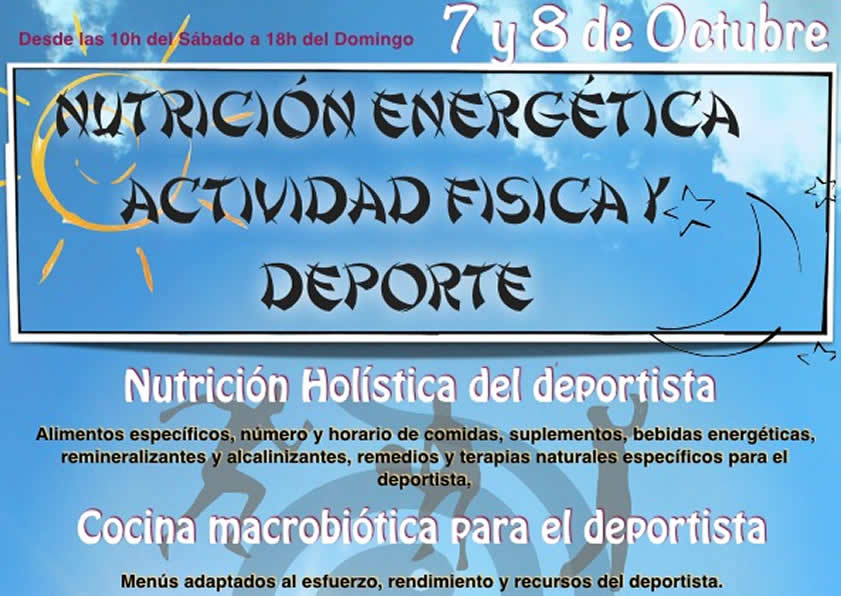 Desde las 10h del Sábado a 18h del Domingo
7 y 8 de Octubre
NUTRICIÓN ENERGÉTICA
ACTIVIDAD FISICA Y
DEPORTE
Nutrición Holística del deportista
Alimentos específicos, número y horario de comidas, suplementos, bebidas energéticas,
remineralizantes y alcalinizantes, remedios y terapias naturales específicos para el
deportista,
Cocina macrobiótica para el deportista
Menús adaptados al esfuerzo, rendimiento y recursos del deportista.